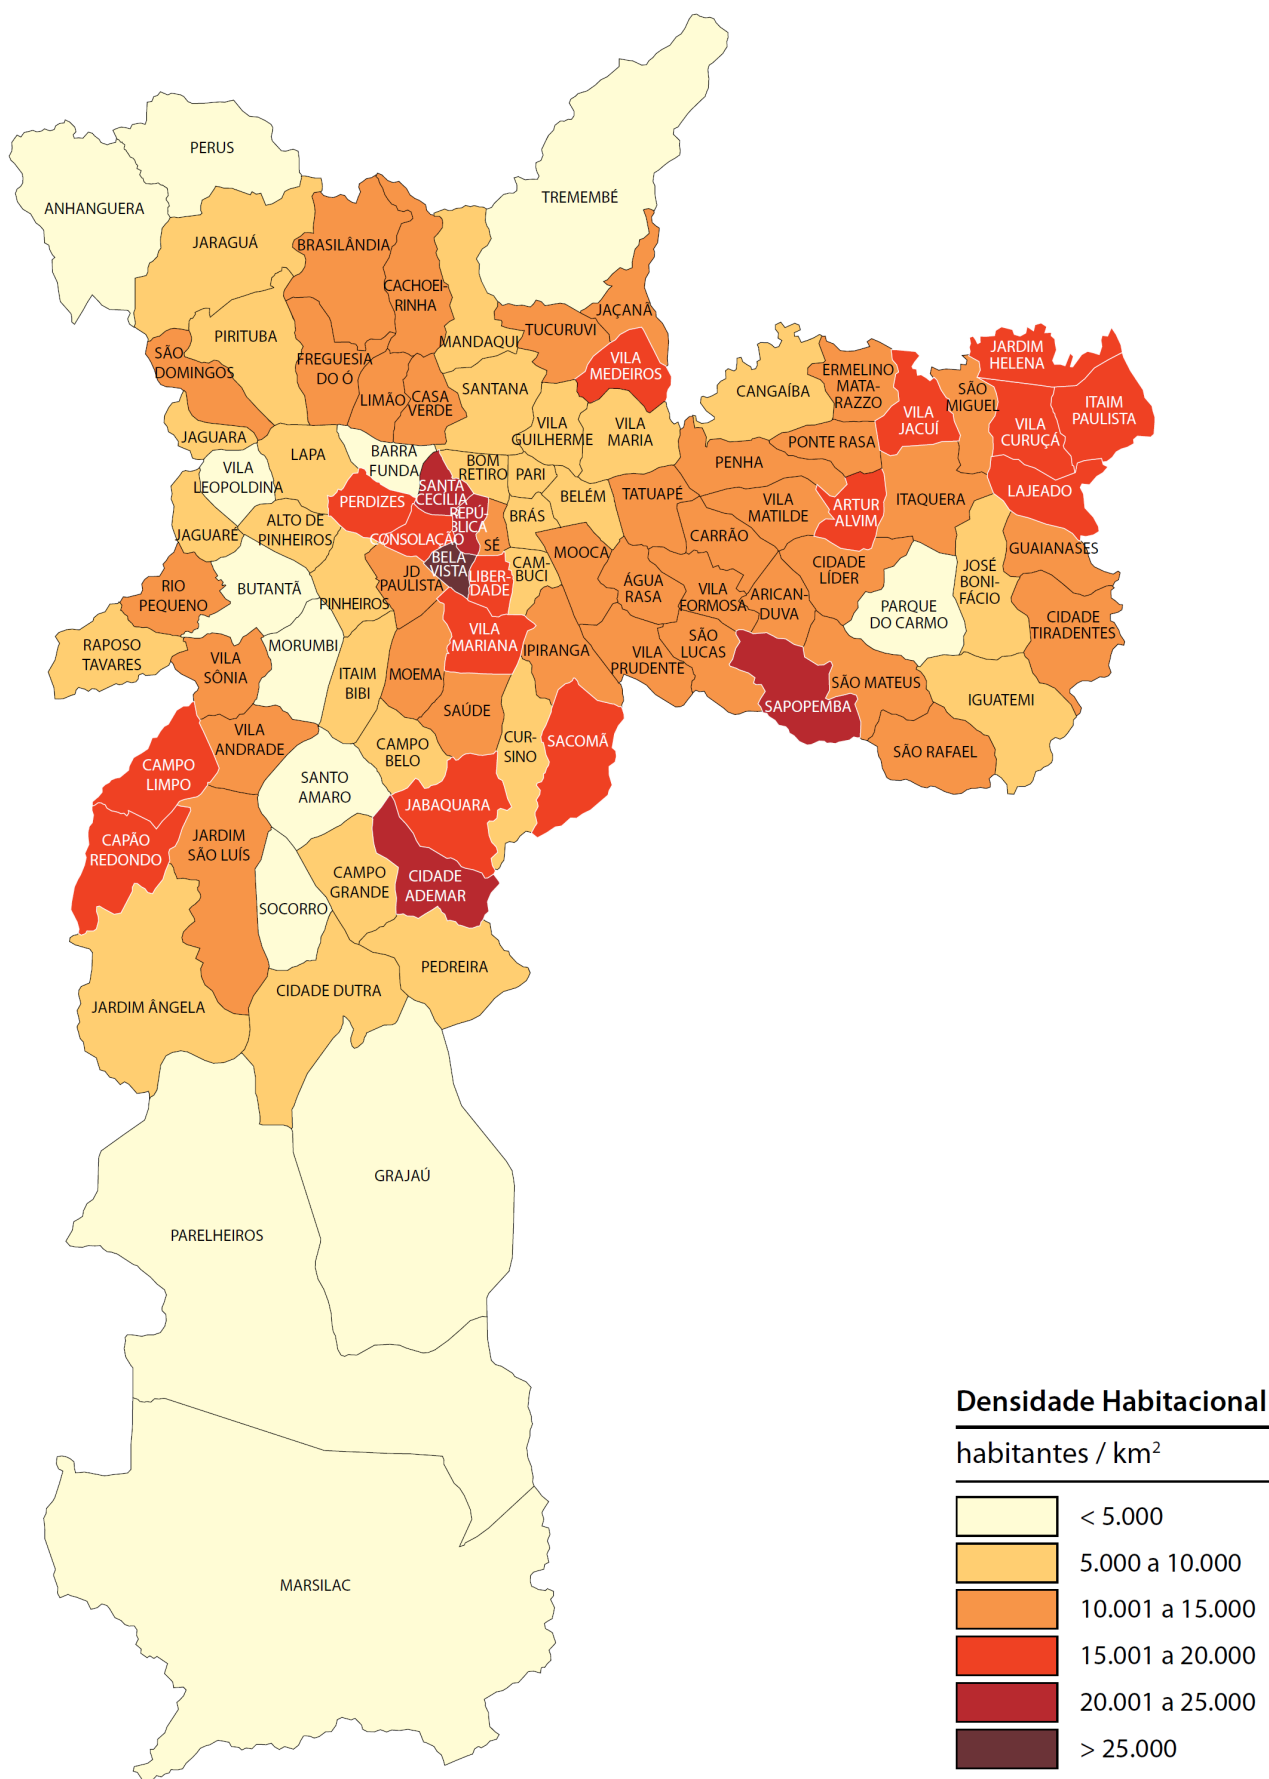 PERUS
ANHANGUERA
TREMEMBÉ
JARAGUÁ
BRASILÂNDIA
CACHOEI-
RINHA
JAÇANÃ
TUCURUVI
PIRITUBA
MANDAQUI
SÃO
DOMINGOS
FREGUESIA
DO Ó
VILA
MEDEIROS
LIMÃO
CASA
VERDE
SANTANA
CANGAÍBA
ERMELINO
MATA-
RAZZO
JARDIM
HELENA
SÃO
MIGUEL
ITAIM
PAULISTA
VILA
JACUÍ
VILA
CURUÇÁ
JAGUARA
LAPA
BARRA
FUNDA
VILA
GUILHERME
VILA
MARIA
PONTE RASA
PENHA
VILA
LEOPOLDINA
BOM
RETIRO
PARI
SANTA
CECÍLIA
PERDIZES
BELÉM
TATUAPÉ
VILA
MATILDE
ARTUR
ALVIM
ITAQUERA
LAJEADO
JAGUARÉ
ALTO DE
PINHEIROS
CONSOLAÇÃO
REPÚ-
BLICA
SÉ
BRÁS
MOOCA
CARRÃO
GUAIANASES
BELA
VISTA
CAM-
BUCI
CIDADE
LÍDER
JOSÉ
BONI-
FÁCIO
RIO
PEQUENO
BUTANTÃ
JD
PAULISTA
LIBER-
DADE
ÁGUA
RASA
VILA
FORMOSA
ARICAN-
DUVA
PINHEIROS
PARQUE
DO CARMO
CIDADE
TIRADENTES
RAPOSO
TAVARES
MORUMBI
VILA
MARIANA
IPIRANGA
SÃO
LUCAS
VILA
PRUDENTE
VILA
SÔNIA
ITAIM
BIBI
MOEMA
SÃO MATEUS
IGUATEMI
SAPOPEMBA
SAÚDE
VILA
ANDRADE
CAMPO
BELO
CUR-
SINO
SACOMÃ
SÃO RAFAEL
CAMPO
LIMPO
SANTO
AMARO
JABAQUARA
CAPÃO
REDONDO
JARDIM
SÃO LUÍS
CAMPO
GRANDE
CIDADE
ADEMAR
SOCORRO
PEDREIRA
CIDADE DUTRA
JARDIM ÂNGELA
GRAJAÚ
PARELHEIROS
MARSILAC
Densidade Habitacional
habitantes / km²
< 5.000
5.000 a 10.000
10.001 a 15.000
15.001 a 20.000
20.001 a 25.000
> 25.000